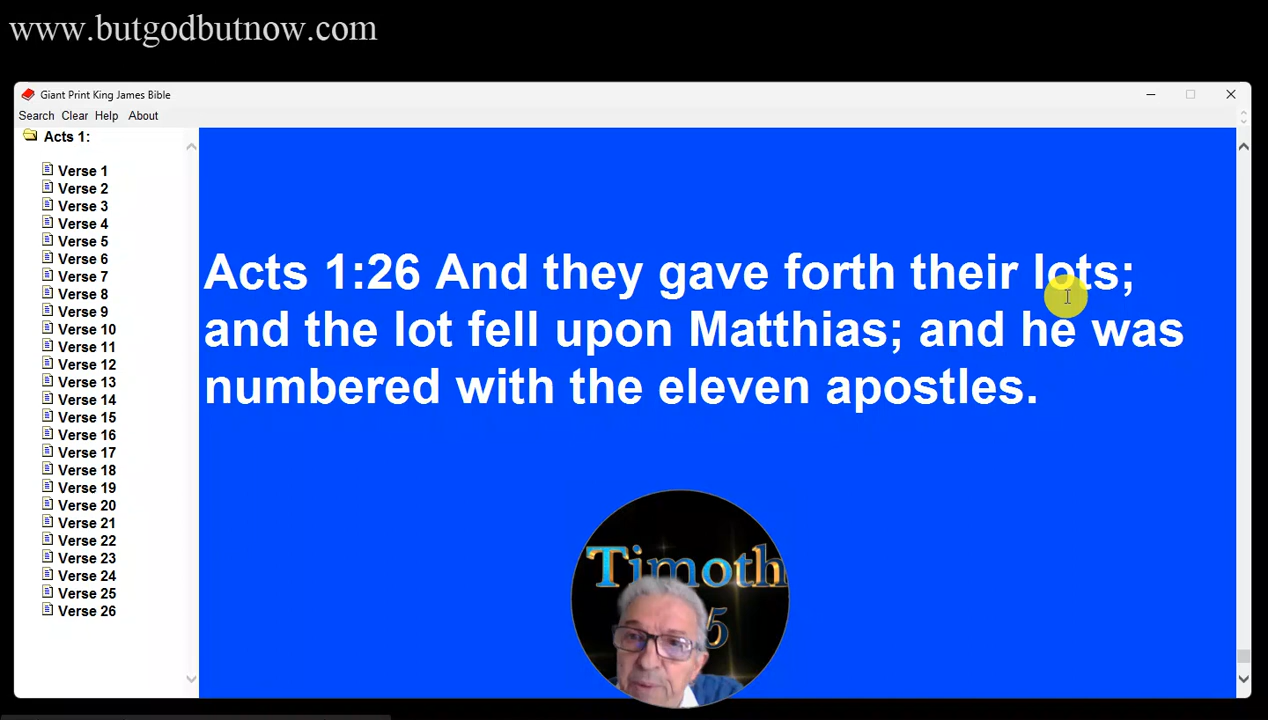 www.butgodbutnow.com
Giant Print King James Bible
Search Clear Help About
Acts 1:
Verse 1
Verse 2
Verse 3
Verse 4
Verse 5
Verse 6
Verse 7
Verse 8
Verse 9
Verse 10
Verse 11
Verse 12
Verse 13
Verse 14
Verse 15
Verse 16
Verse 17
Verse 18
Verse 19
Verse 20
Verse 21
Verse 22
Verse 23
Verse 24
Verse 25
Verse 26
Acts 1:26 And they gave forth their lots;
and the lot fell upon Matthias; and he was
numbered with the eleven apostles.
Timoth
5